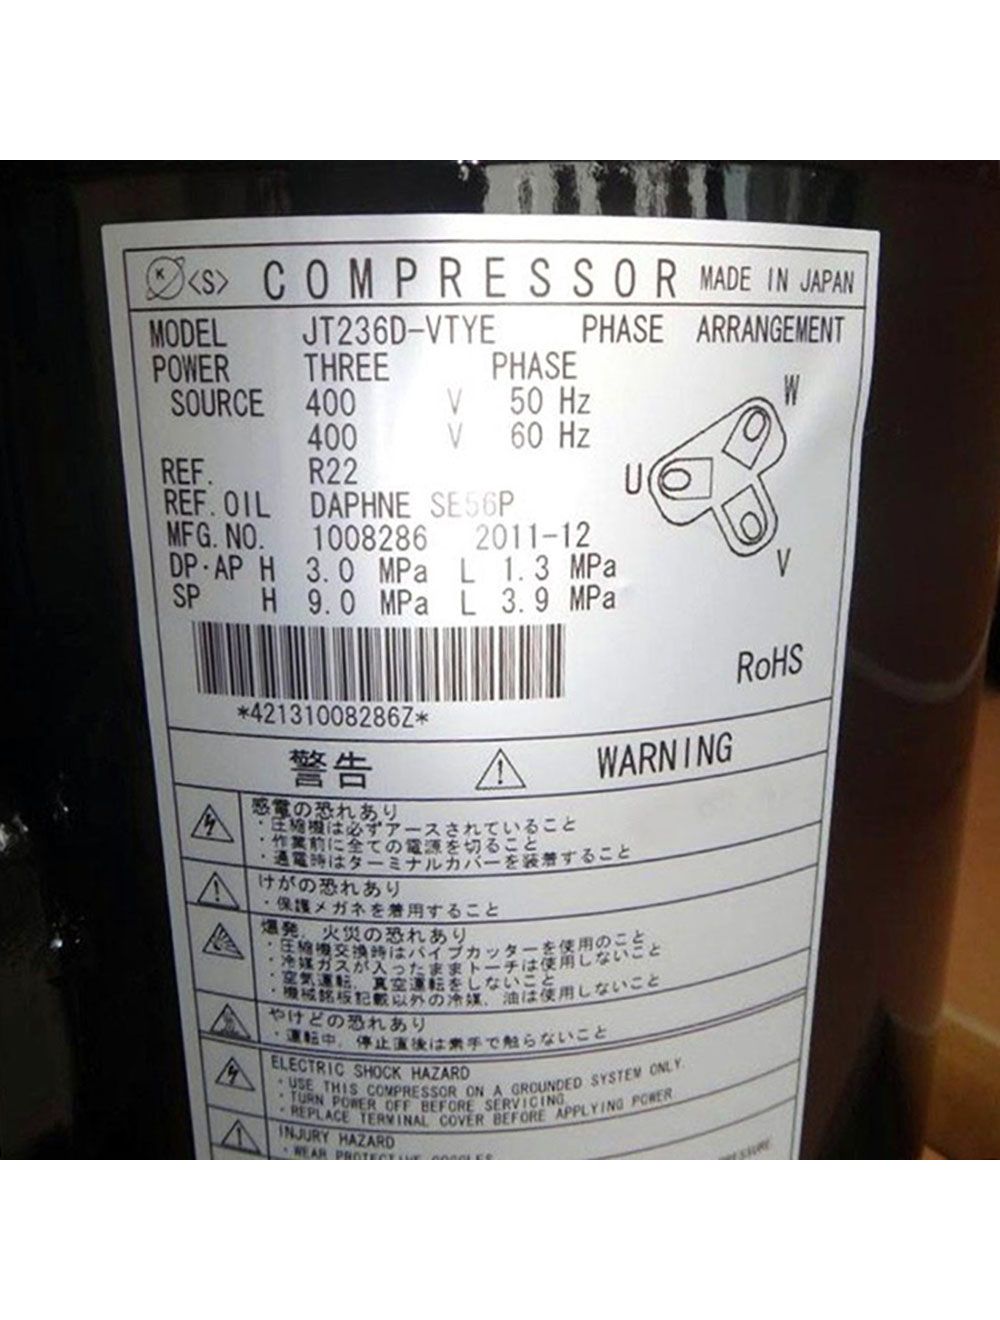 K <S> COMPRESSOR MADE IN JAPAN
MODEL JT236D-VTYE PHASE ARRANGEMENT
POWER THREE PHASE
SOURCE 400 V 50 Hz
400 V 60 Hz
W
U
V
REF. R22
REF. OIL DAPHNE SE56P
MFG. NO. 1008286 2011-12
DP·AP H 3.0 MPa L 1.3 MPa
SP H 9.0 MPa L 3.9 MPa
*42131008286Z*
RoHS
警告 WARNING
感電の恐れあり
・圧縮機は必ずアースされていること
・作業前に全ての電源を切ること
・通電時はターミナルカバーを装着すること
けがの恐れあり
・保護メガネを着用すること
爆発, 火災の恐れあり
・圧縮機交換時はパイプカッターを使用のこと
・冷媒ガスが入ったままトーチは使用しないこと
・空気運転, 真空運転をしないこと
・機械銘板記載以外の冷媒, 油は使用しないこと
やけどの恐れあり
・運転中, 停止直後は素手で触らないこと
ELECTRIC SHOCK HAZARD
・USE THIS COMPRESSOR ON A GROUNDED SYSTEM ONLY.
・TURN POWER OFF BEFORE SERVICING
・REPLACE TERMINAL COVER BEFORE APPLYING POWER
INJURY HAZARD
・WEAR PROTECTIVE GOGGLES